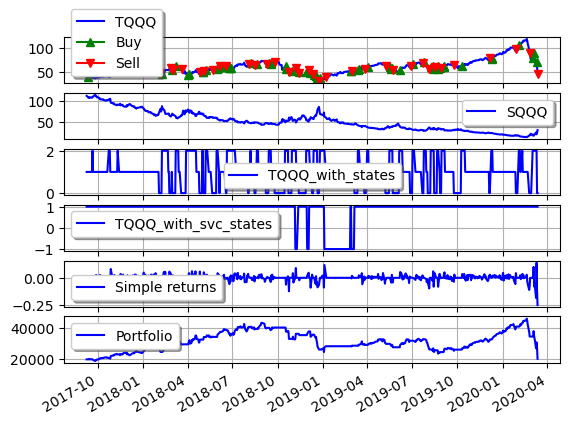 TQQQ
Buy
Sell
100
50
SQQQ
100
50
TQQQ_with_states
2
0
TQQQ_with_svc_states
1
0
−1
Simple returns
0.00
−0.25
Portfolio
40000
20000
2017-10 2018-01 2018-04 2018-07 2018-10 2019-01 2019-04 2019-07 2019-10 2020-01 2020-04